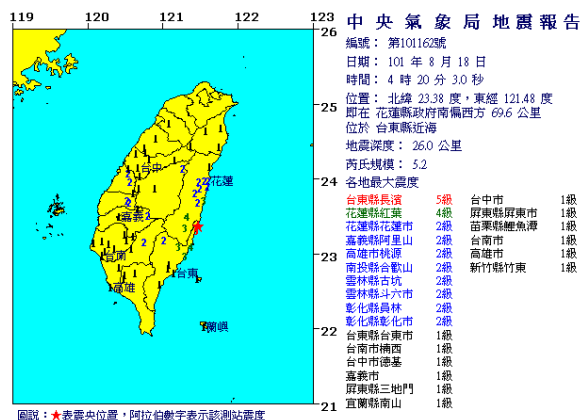 119 120 121 122 123
26
25
24
23
22
21
台中
花蓮
嘉義
台南
台東
高雄
蘭嶼
圖說：★表震央位置，阿拉伯數字表示該測站震度
中央氣象局地震報告
編號： 第101162號
日期： 101 年 8 月 18 日
時間： 4 時 20 分 3.0 秒
位置： 北緯 23.38 度，東經 121.48 度
即在 花蓮縣政府南偏西方 69.6 公里
位於 台東縣近海
地震深度： 26.0 公里
芮氏規模： 5.2
各地最大震度
台東縣長濱 5級 台中市 1級
花蓮縣紅葉 4級 屏東縣屏東市 1級
花蓮縣花蓮市 2級 苗栗縣鯉魚潭 1級
嘉義縣阿里山 2級 台南市 1級
高雄市桃源 2級 高雄市 1級
南投縣合歡山 2級 新竹縣竹東 1級
雲林縣古坑 2級
雲林縣斗六市 2級
彰化縣員林 2級
彰化縣彰化市 2級
台東縣台東市 1級
台南市楠西 1級
台中市德基 1級
嘉義市 1級
屏東縣三地門 1級
宜蘭縣南山 1級